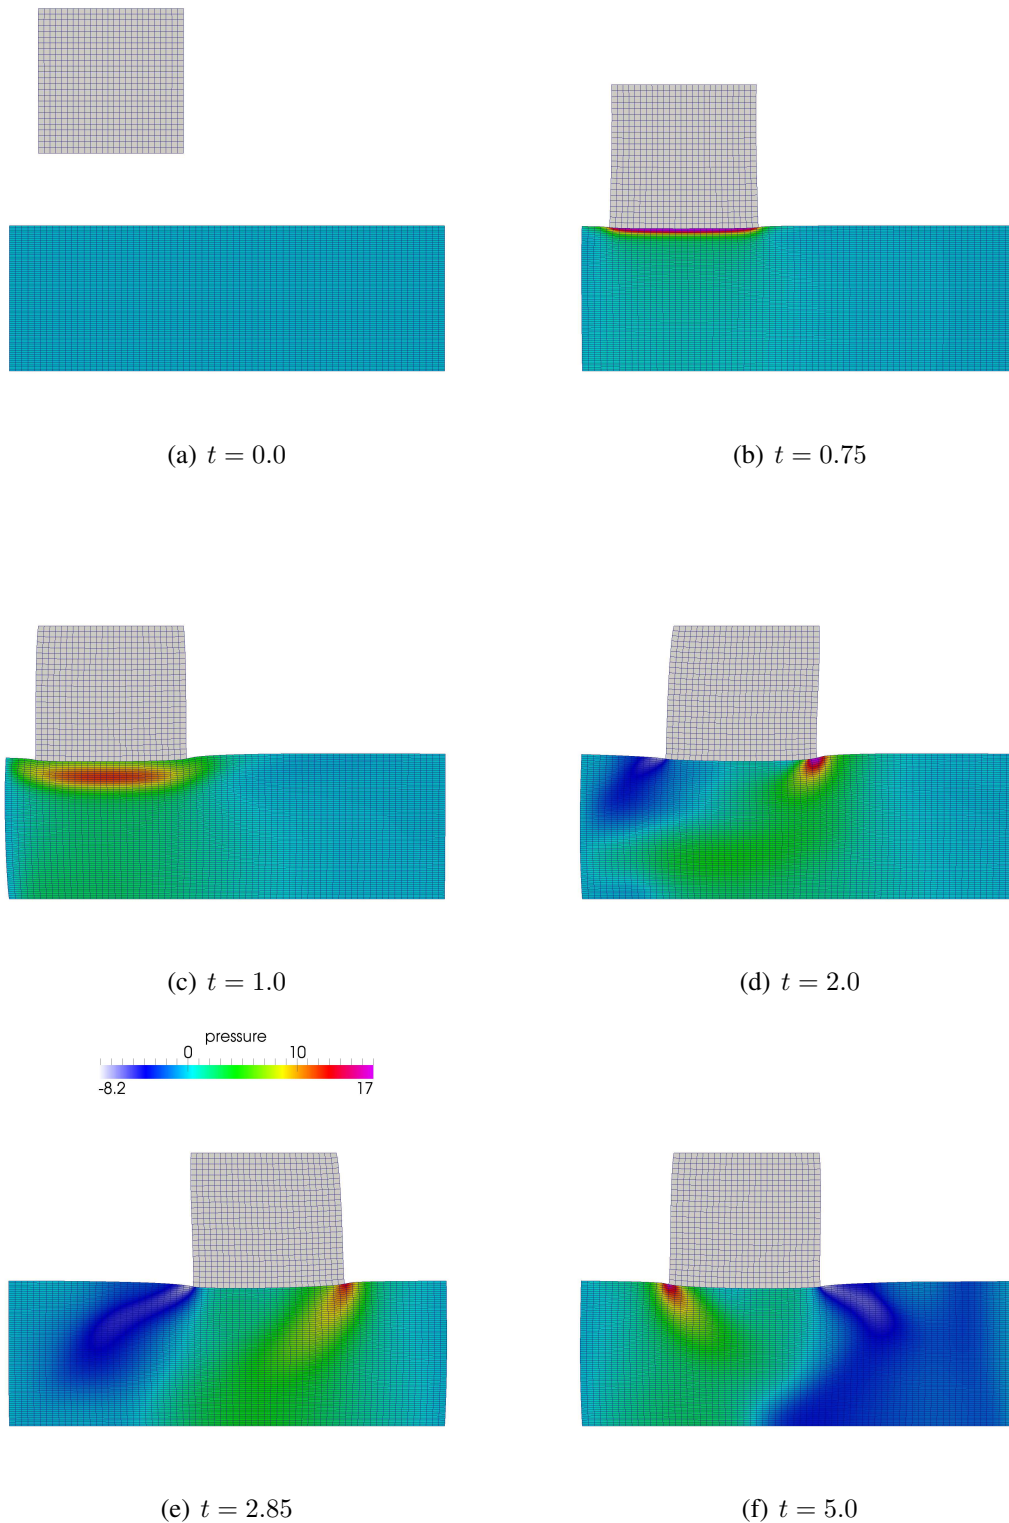 (a) t = 0.0
(b) t = 0.75
(c) t = 1.0
(d) t = 2.0
pressure
0 10
-8.2 17
(e) t = 2.85
(f) t = 5.0